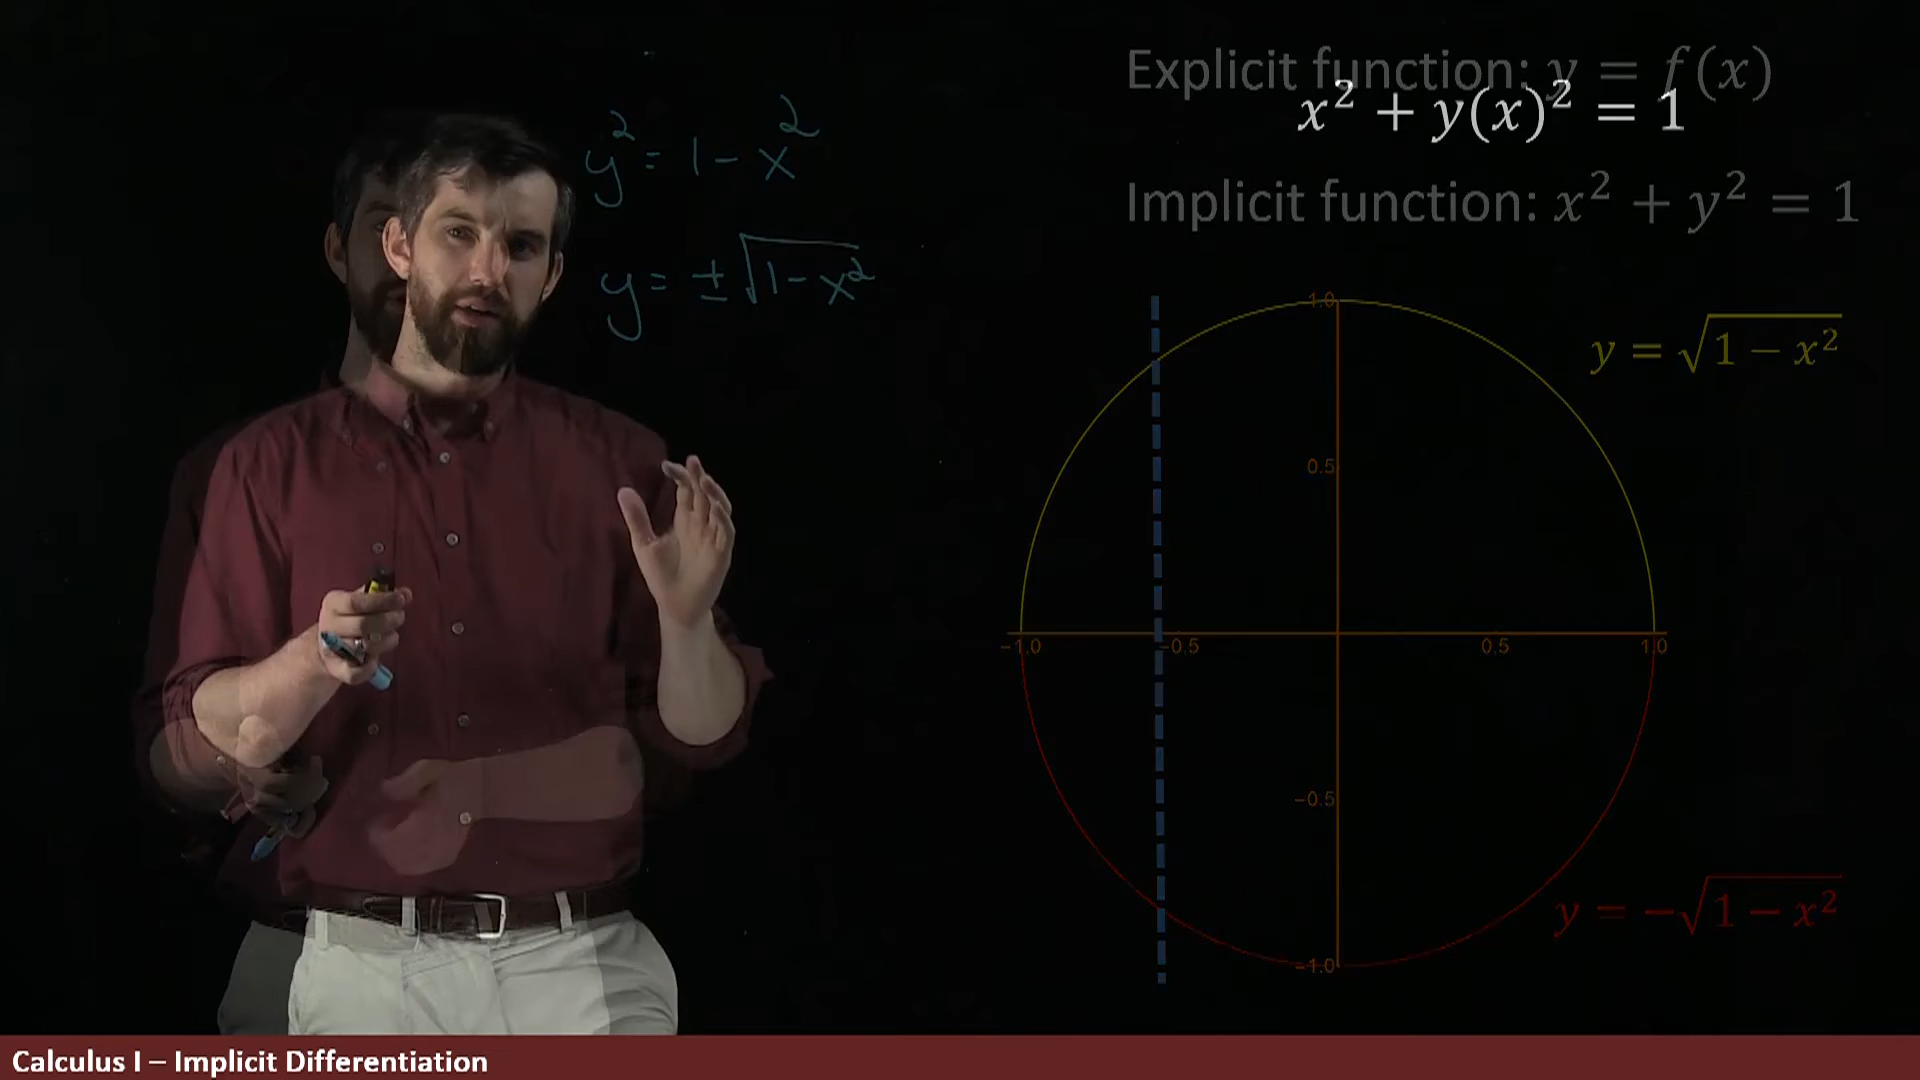 y² = 1 - x²
y = ± √1 - x²
Explicit function: y = f(x)
x² + y(x)² = 1
Implicit function: x² + y² = 1
1.0
y = √1 − x²
0.5
−1.0 −0.5 0.5 1.0
−0.5
y = −√1 − x²
−1.0
Calculus I – Implicit Differentiation